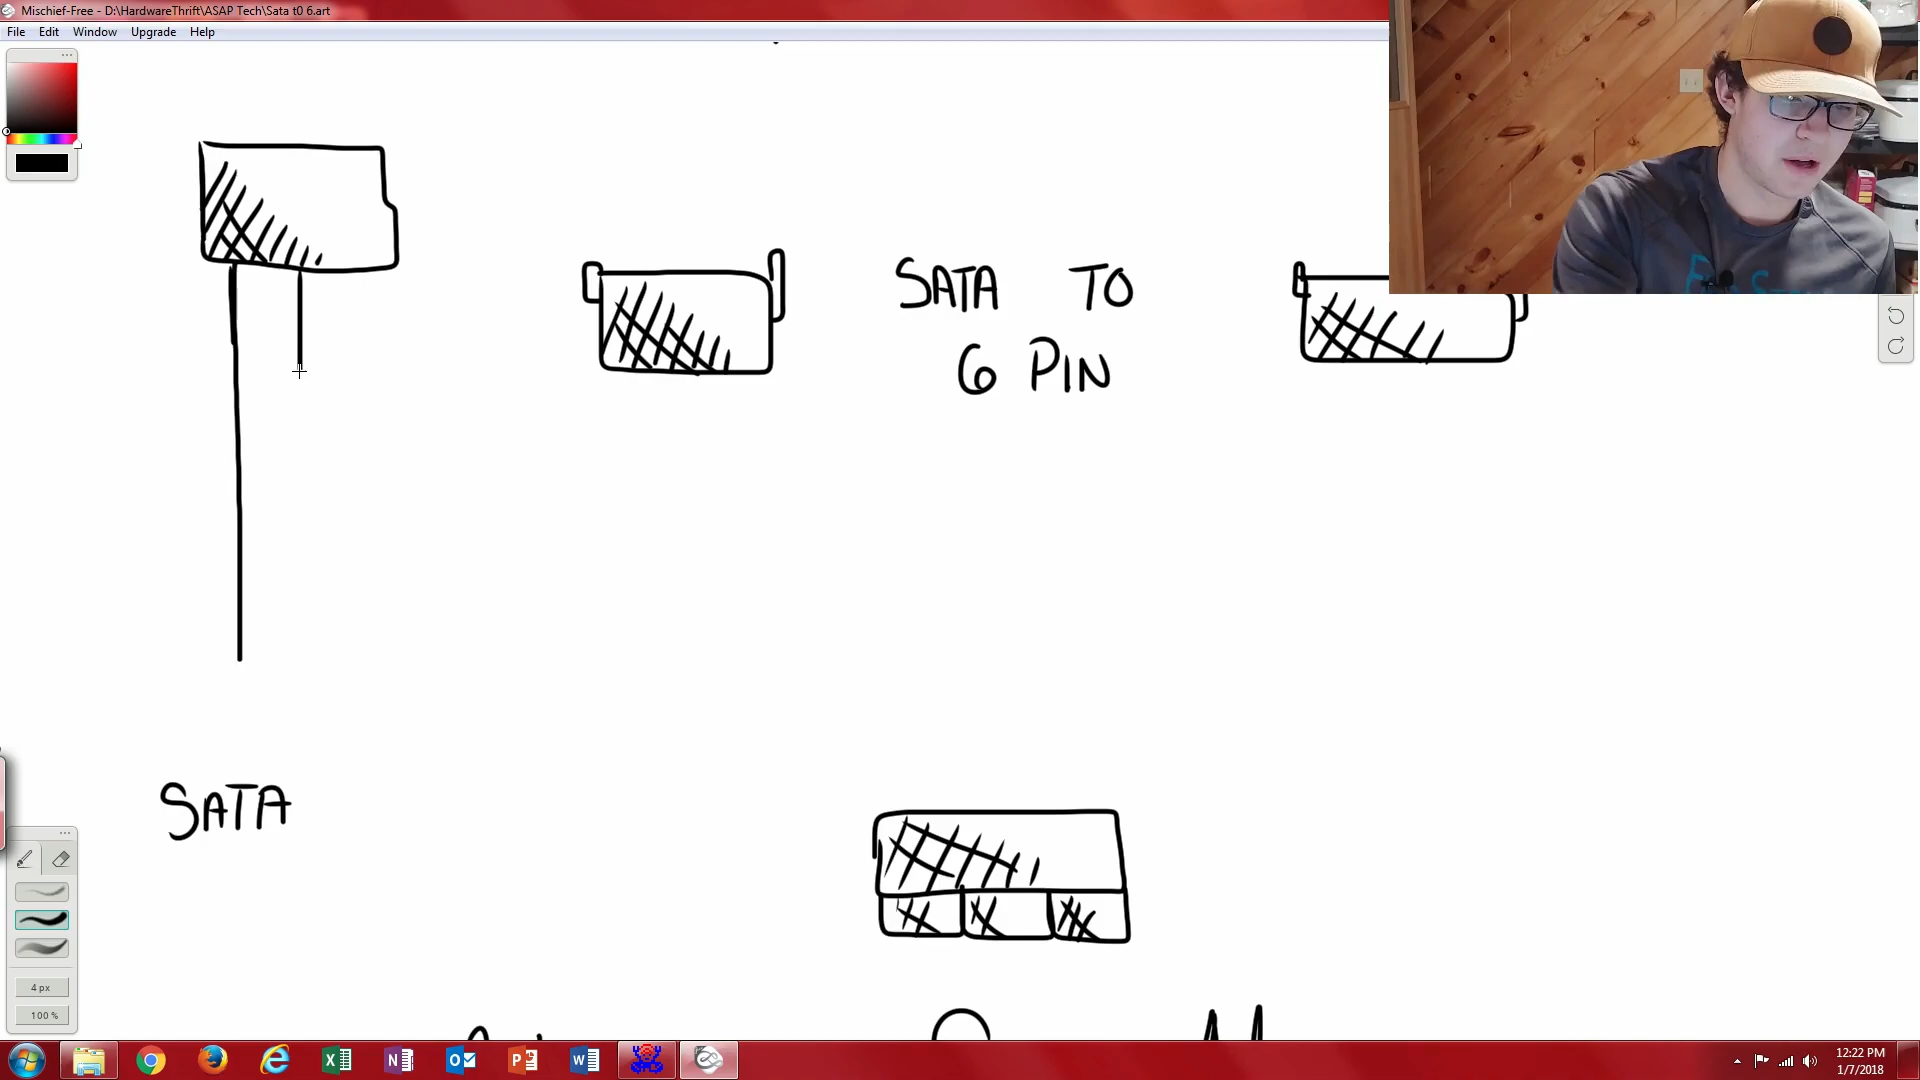 Mischief-Free - D:\HardwareThrift\ASAP Tech\Sata t0 6.art
File Edit Window Upgrade Help
SATA TO
6 PIN
SATA
4 px
100 %
12:22 PM
1/7/2018